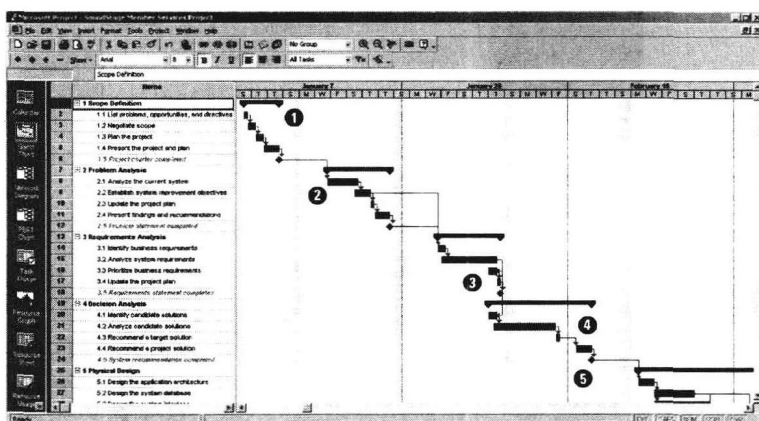 Microsoft Project - SoundStage Member Services Project
File Edit View Insert Format Tools Project Window Help
No Group
Show Arial 8 B I U All Tasks
Scope Definition
Name January 7 January 28 February 18
1 Scope Definition
1.1 List problems, opportunities, and directives
1.2 Negotiate scope
1.3 Plan the project
1.4 Present the project and plan
1.5 Project charter completed
2 Problem Analysis
2.1 Analyze the current system
2.2 Establish system improvement objectives
2.3 Update the project plan
2.4 Present findings and recommendations
3 Requirements Analysis
3.1 Identify business requirements
3.2 Analyze system requirements
3.3 Prioritize business requirements
3.4 Update the project plan
3.5 Requirements statement completed
4 Decision Analysis
4.1 Identify candidate solutions
4.2 Analyze candidate solutions
4.3 Recommend a target solution
4.4 Recommend a project solution
4.5 System recommendation completed
5 Physical Design
5.1 Design the application architecture
5.2 Design the system database
5.3 Design the system interface
Calendar
Gantt Chart
Network Diagram
Task Usage
Resource Graph
Resource Sheet
Resource Usage
1
2
3
4
5
Ready